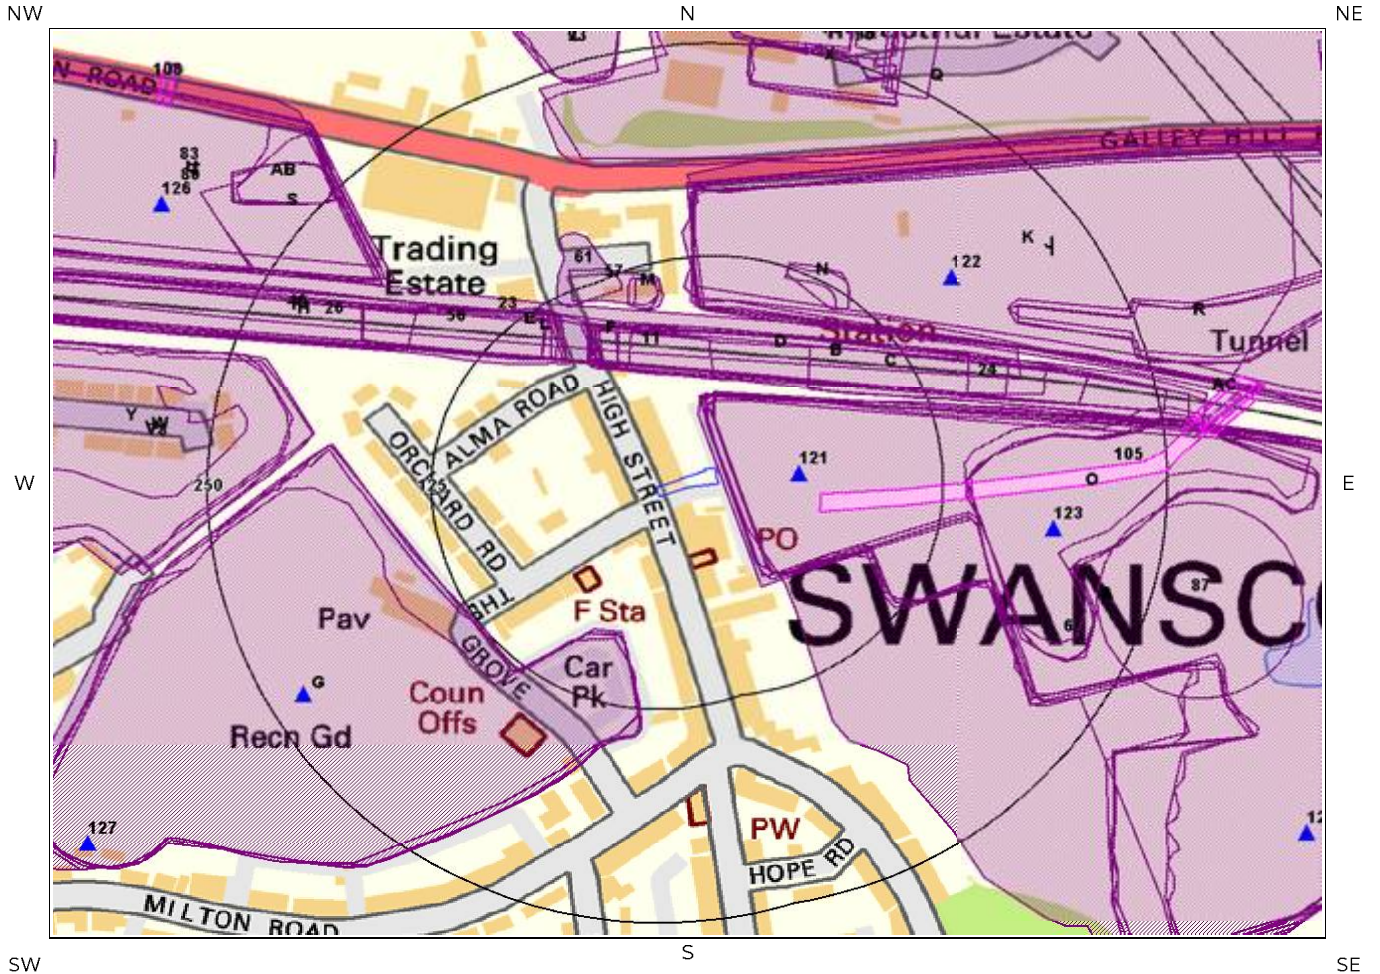 NW
N
NE
N ROAD
108
Q
GALLEY HILL
83
126
AB
S
Trading
Estate
61
57
M
K
122
N
R
Station
Tunnel
26
56
23
E
F
11
D
B
C
24
AC
Y
W
250
ALMA ROAD
ORCHARD RD
HIGH STREET
121
105
O
123
W
E
PO
SWANSC
87
6
F Sta
THE
GROVE
Pav
G
Car
Pk
Coun
Offs
Recn Gd
127
PW
HOPE RD
MILTON ROAD
SW
S
SE